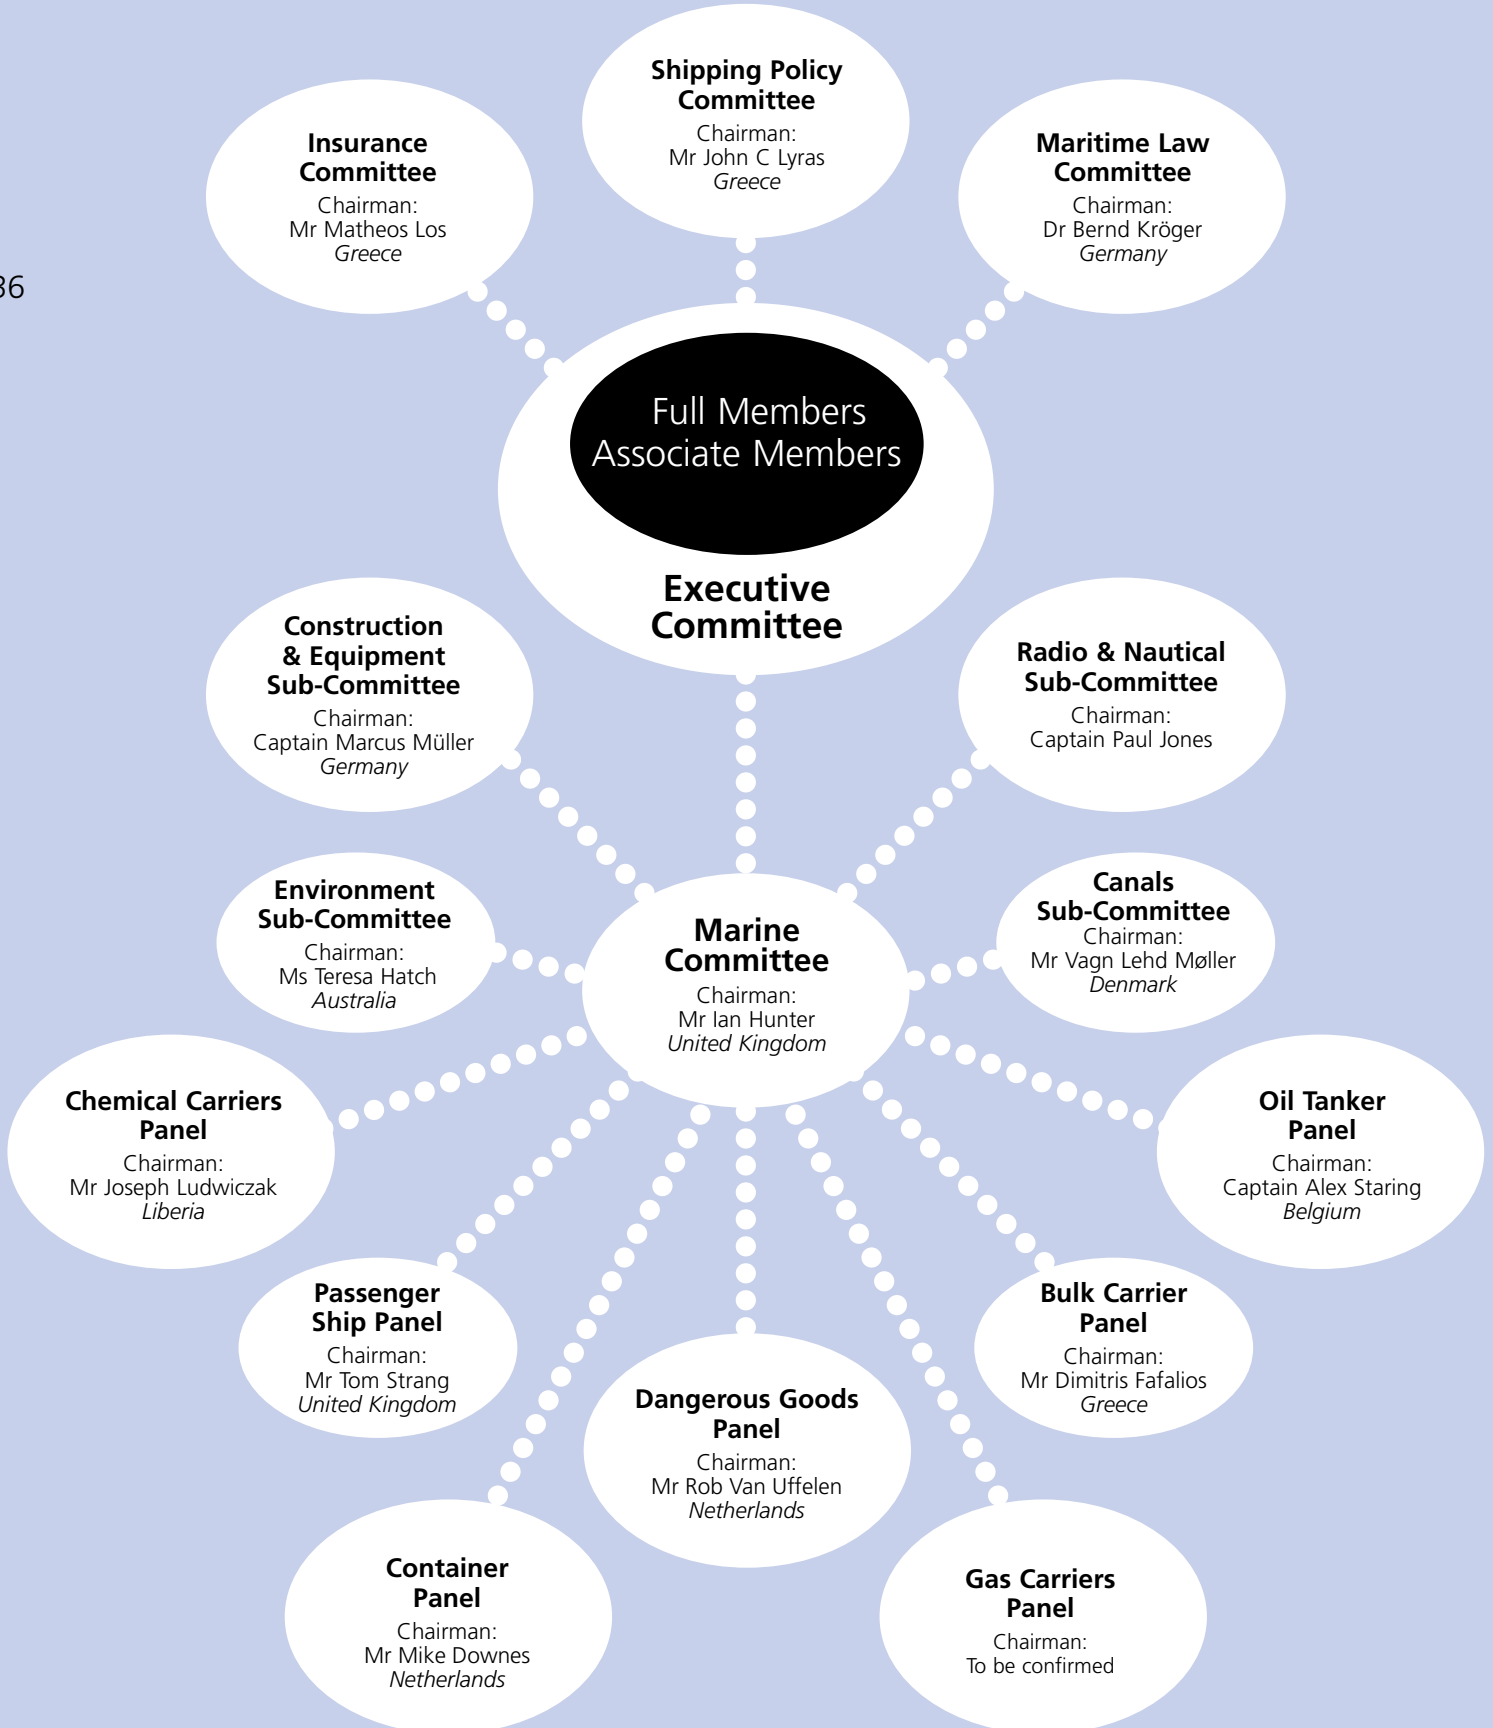 Shipping Policy
Committee
Chairman:
Mr John C Lyras
Greece
Insurance
Committee
Chairman:
Mr Matheos Los
Greece
Maritime Law
Committee
Chairman:
Dr Bernd Kröger
Germany
36
Full Members
Associate Members
Executive
Committee
Construction
& Equipment
Sub-Committee
Chairman:
Captain Marcus Müller
Germany
Radio & Nautical
Sub-Committee
Chairman:
Captain Paul Jones
Environment
Sub-Committee
Chairman:
Ms Teresa Hatch
Australia
Marine
Committee
Chairman:
Mr Ian Hunter
United Kingdom
Canals
Sub-Committee
Chairman:
Mr Vagn Lehd Møller
Denmark
Chemical Carriers
Panel
Chairman:
Mr Joseph Ludwiczak
Liberia
Oil Tanker
Panel
Chairman:
Captain Alex Staring
Belgium
Passenger
Ship Panel
Chairman:
Mr Tom Strang
United Kingdom
Bulk Carrier
Panel
Chairman:
Mr Dimitris Fafalios
Greece
Dangerous Goods
Panel
Chairman:
Mr Rob Van Uffelen
Netherlands
Container
Panel
Chairman:
Mr Mike Downes
Netherlands
Gas Carriers
Panel
Chairman:
To be confirmed